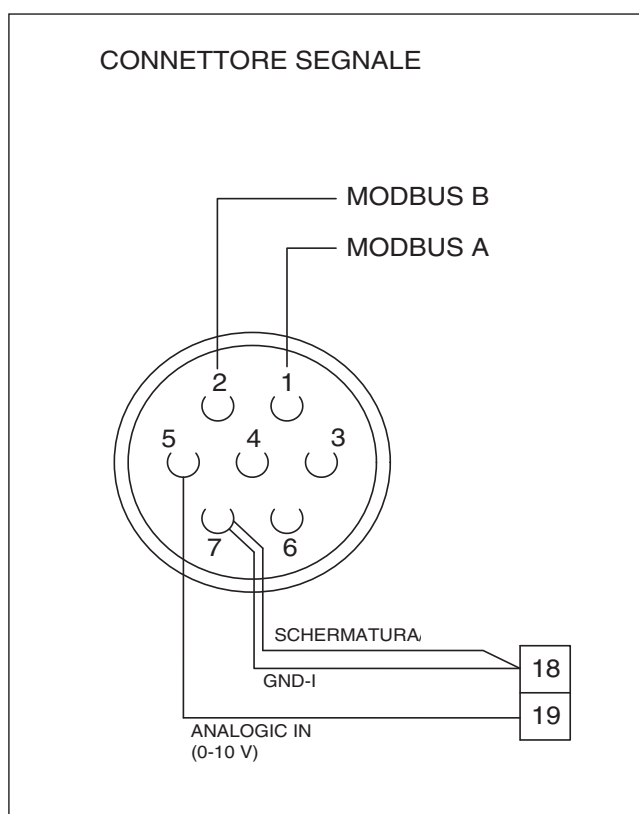 CONNETTORE SEGNALE
MODBUS B
MODBUS A
2 1
5 4 3
7 6
SCHERMATURA/
18
GND-I
19
ANALOGIC IN
(0-10 V)